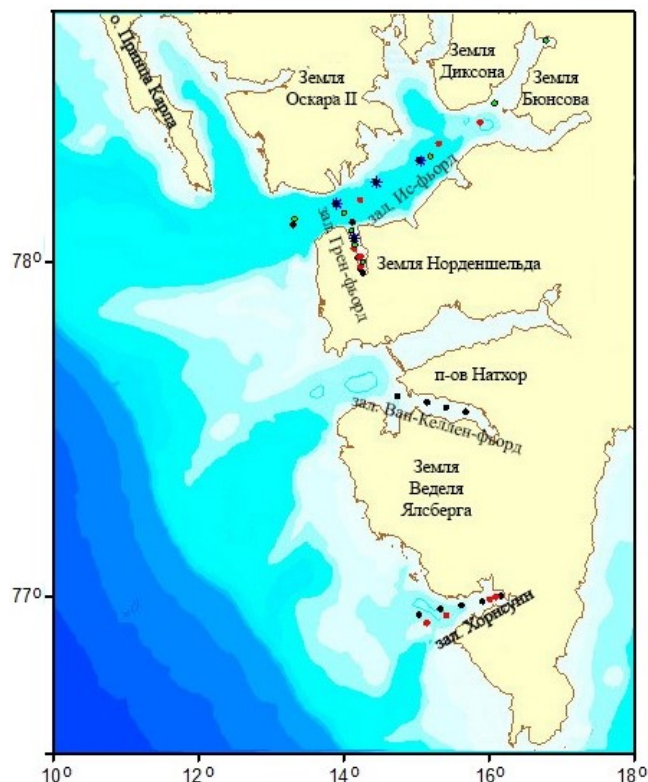 о. Принца Карла
Земля
Оскара II
Земля
Диксона
Земля
Бюнсова
зал. Ис-фьорд
зал. Грен-фьорд
78⁰
Земля Норденшельда
п-ов Натхор
зал. Ван-Келлен-фьорд
Земля
Веделя
Ялсберга
77⁰
зал. Хорнсунн
10⁰ 12⁰ 14⁰ 16⁰ 18⁰